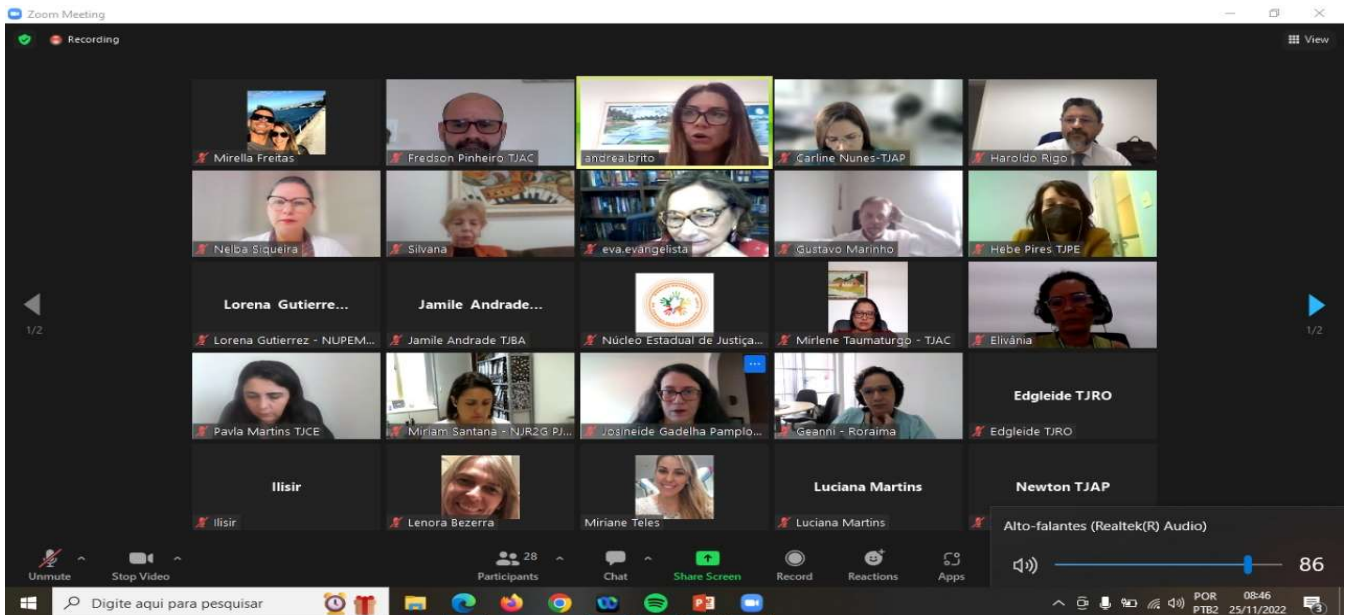 Zoom Meeting
Recording
View
Mirella Freitas
Fredson Pinheiro TJAC
andrea.brito
Carline Nunes-TJAP
Haroldo Rigo
Nelba Siqueira
Silvana
eva.evangelista
Gustavo Marinho
Hebe Pires TJPE
Lorena Gutierre...
Jamile Andrade...
Lorena Gutierrez - NUPEM...
Jamile Andrade TJBA
Núcleo Estadual de Justiça...
Mirlene Taumaturgo - TJAC
Elivânia
1/2
1/2
Pavla Martins TJCE
Miriam Santana - NJR2G PJ...
Josineide Gadelha Pamplo...
Geanni - Roraima
Edgleide TJRO
Edgleide TJRO
Ilisir
Luciana Martins
Newton TJAP
Ilisir
Lenora Bezerra
Miriane Teles
Luciana Martins
Alto-falantes (Realtek(R) Audio)
86
Unmute
Stop Video
28
Participants
Chat
Share Screen
Record
Reactions
Apps
Digite aqui para pesquisar
POR
PTB2
08:46
25/11/2022
3